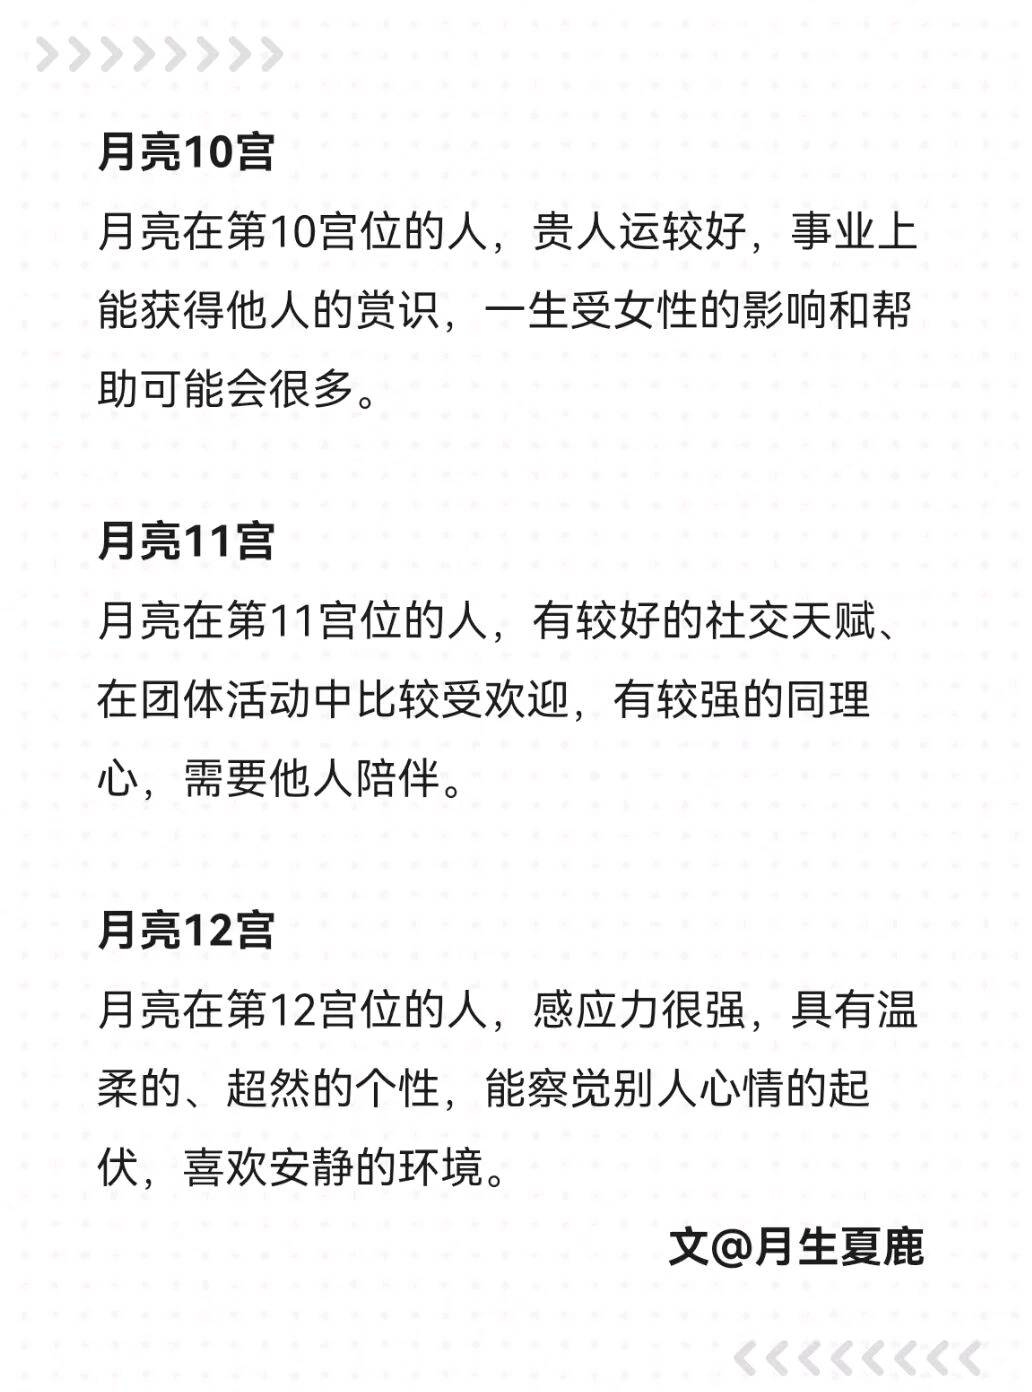 月亮10宫
月亮在第10宫位的人，贵人运较好，事业上
能获得他人的赏识，一生受女性的影响和帮
助可能会很多。
月亮11宫
月亮在第11宫位的人，有较好的社交天赋、
在团体活动中比较受欢迎，有较强的同理
心，需要他人陪伴。
月亮12宫
月亮在第12宫位的人，感应力很强，具有温
柔的、超然的个性，能察觉别人心情的起
伏，喜欢安静的环境。
文@月生夏鹿